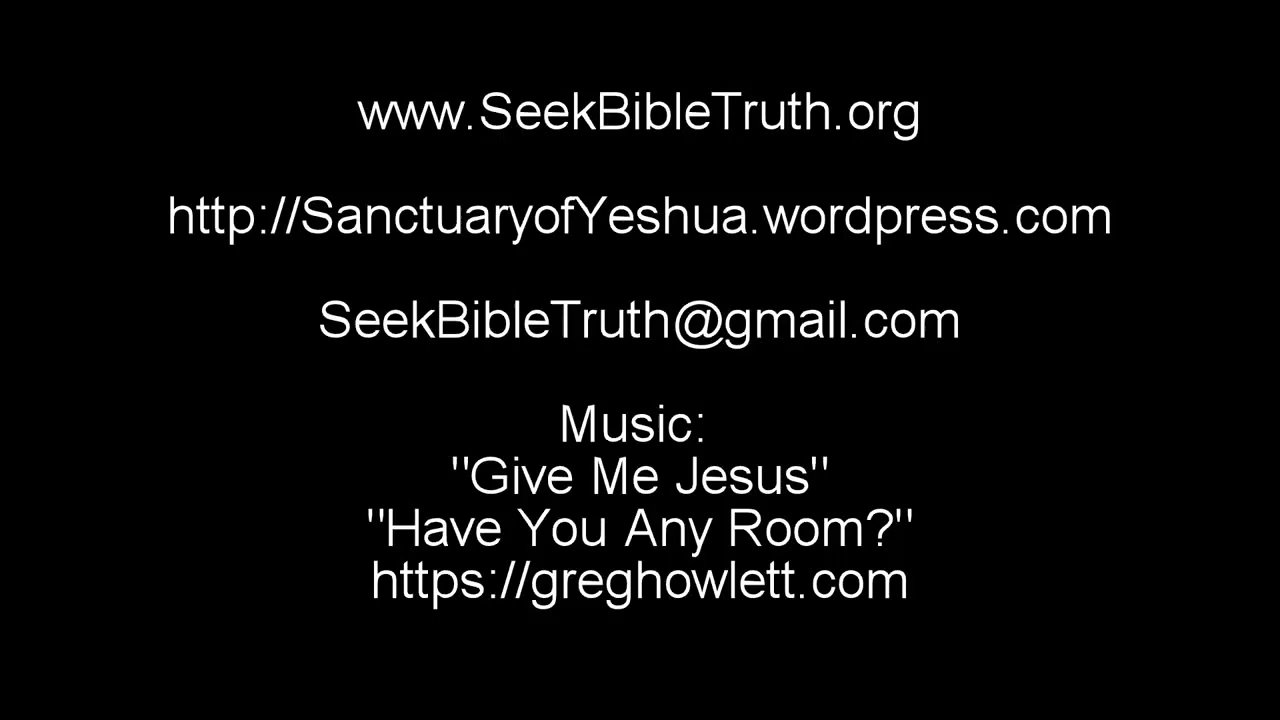 www.SeekBibleTruth.org
http://SanctuaryofYeshua.wordpress.com
SeekBibleTruth@gmail.com
Music:
"Give Me Jesus"
"Have You Any Room?"
https://greghowlett.com